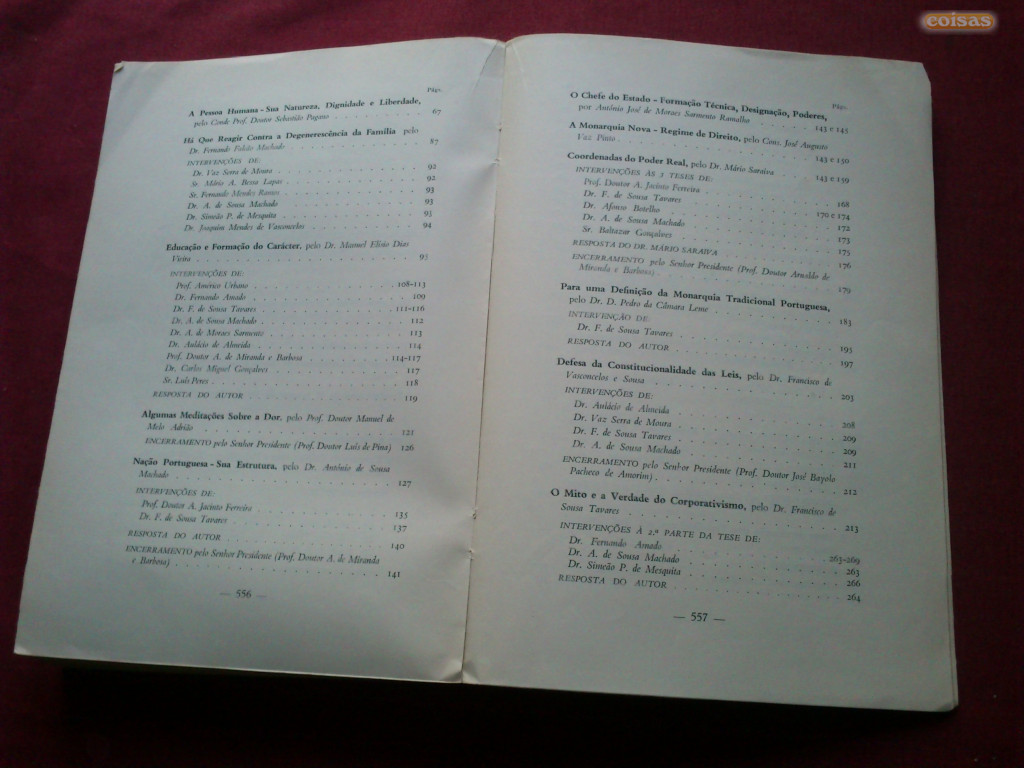 Pág.
A Pessoa Humana - Sua Natureza, Dignidade e Liberdade,
pelo Conde Prof. Doutor Sebastião Pagano . . . . . . 67
Há Que Reagir Contra a Degenerescência da Família pelo
Dr. Fernando Falcão Machado . . . . . . 87
INTERVENÇÕES DE:
Dr. Vaz Serra de Moura . . . . . . 92
Sr. Mário A. Bessa Lapas . . . . . . 92
Sr. Fernando Mendes Ramos . . . . . . 93
Dr. A. de Sousa Machado . . . . . . 93
Dr. Simeão P. de Mesquita . . . . . . 93
Dr. Joaquim Mendes de Vasconcelos . . . . . . 94
Educação e Formação do Carácter, pelo Dr. Manuel Elísio Dias
Vieiro . . . . . .
INTERVENÇÕES DE:
Prof. Américo Urbano . . . . . . 108-113
Dr. Fernando Amado . . . . . . 109
Dr. F. de Sousa Tavares . . . . . . 111-116
Dr. A. de Sousa Machado . . . . . . 112
Dr. A. de Moraes Sarmento . . . . . . 113
Dr. Aulácio de Almeida . . . . . . 114
Prof. Doutor A. de Miranda e Barbosa . . . . . . 114-117
Dr. Carlos Miguel Gonçalves . . . . . . 117
Sr. Luís Peres . . . . . . 118
RESPOSTA DO AUTOR . . . . . . 119
Algumas Meditações Sobre a Dor, pelo Prof. Doutor Manuel de
Melo Adrião . . . . . . 122
ENCERRAMENTO pelo Senhor Presidente (Prof. Doutor Luís de Pina) 126
Nação Portuguesa - Sua Estrutura, pelo Dr. António de Sousa
Machado . . . . . . 127
INTERVENÇÕES DE:
Prof. Doutor A. Jacinto Ferreira . . . . . . 135
Dr. F. de Sousa Tavares . . . . . . 137
RESPOSTA DO AUTOR . . . . . . 140
ENCERRAMENTO pelo Senhor Presidente (Prof. Doutor A. de Miranda
e Barbosa) . . . . . . 141
— 556 —
Pág.
O Chefe do Estado - Formação Técnica, Designação, Poderes,
por António José de Moraes Sarmento Ramalho . . . . . . 143 e 145
A Monarquia Nova - Regime de Direito, pelo Cons. José Augusto
Vaz Pinto . . . . . . 143 e 150
Coordenadas do Poder Real, pelo Dr. Mário Saraiva . . . . . . 143 e 159
INTERVENÇÕES ÀS 3 TESES DE:
Prof. Doutor A. Jacinto Ferreira . . . . . . 168
Dr. F. de Sousa Tavares . . . . . . 170 e 174
Dr. Afonso Botelho . . . . . . 172
Dr. A. de Sousa Machado . . . . . . 173
Sr. Baltazar Gonçalves . . . . . . 175
RESPOSTA DO DR. MÁRIO SARAIVA . . . . . . 176
ENCERRAMENTO pelo Senhor Presidente (Prof. Doutor Arnaldo de
Miranda e Barbosa) . . . . . . 179
Para uma Definição da Monarquia Tradicional Portuguesa,
pelo Dr. D. Pedro da Câmara Leme . . . . . . 183
INTERVENÇÃO DE:
Dr. F. de Sousa Tavares . . . . . . 195
RESPOSTA DO AUTOR . . . . . . 197
Defesa da Constitucionalidade das Leis, pelo Dr. Francisco de
Vasconcelos e Sousa . . . . . . 203
INTERVENÇÕES DE:
Dr. Aulácio de Almeida . . . . . . 208
Dr. Vaz Serra de Moura . . . . . . 209
Dr. F. de Sousa Tavares . . . . . . 209
Dr. A. de Sousa Machado . . . . . . 211
ENCERRAMENTO pelo Senhor Presidente (Prof. Doutor José Bayolo
Pacheco de Amorim) . . . . . . 212
O Mito e a Verdade do Corporativismo, pelo Dr. Francisco de
Sousa Tavares . . . . . . 213
INTERVENÇÕES À 2.ª PARTE DA TESE DE:
Dr. Fernando Amado . . . . . . 263-269
Dr. A. de Sousa Machado . . . . . . 263
Dr. Simeão P. de Mesquita . . . . . . 266
RESPOSTA DO AUTOR . . . . . . 264
— 557 —
coisas